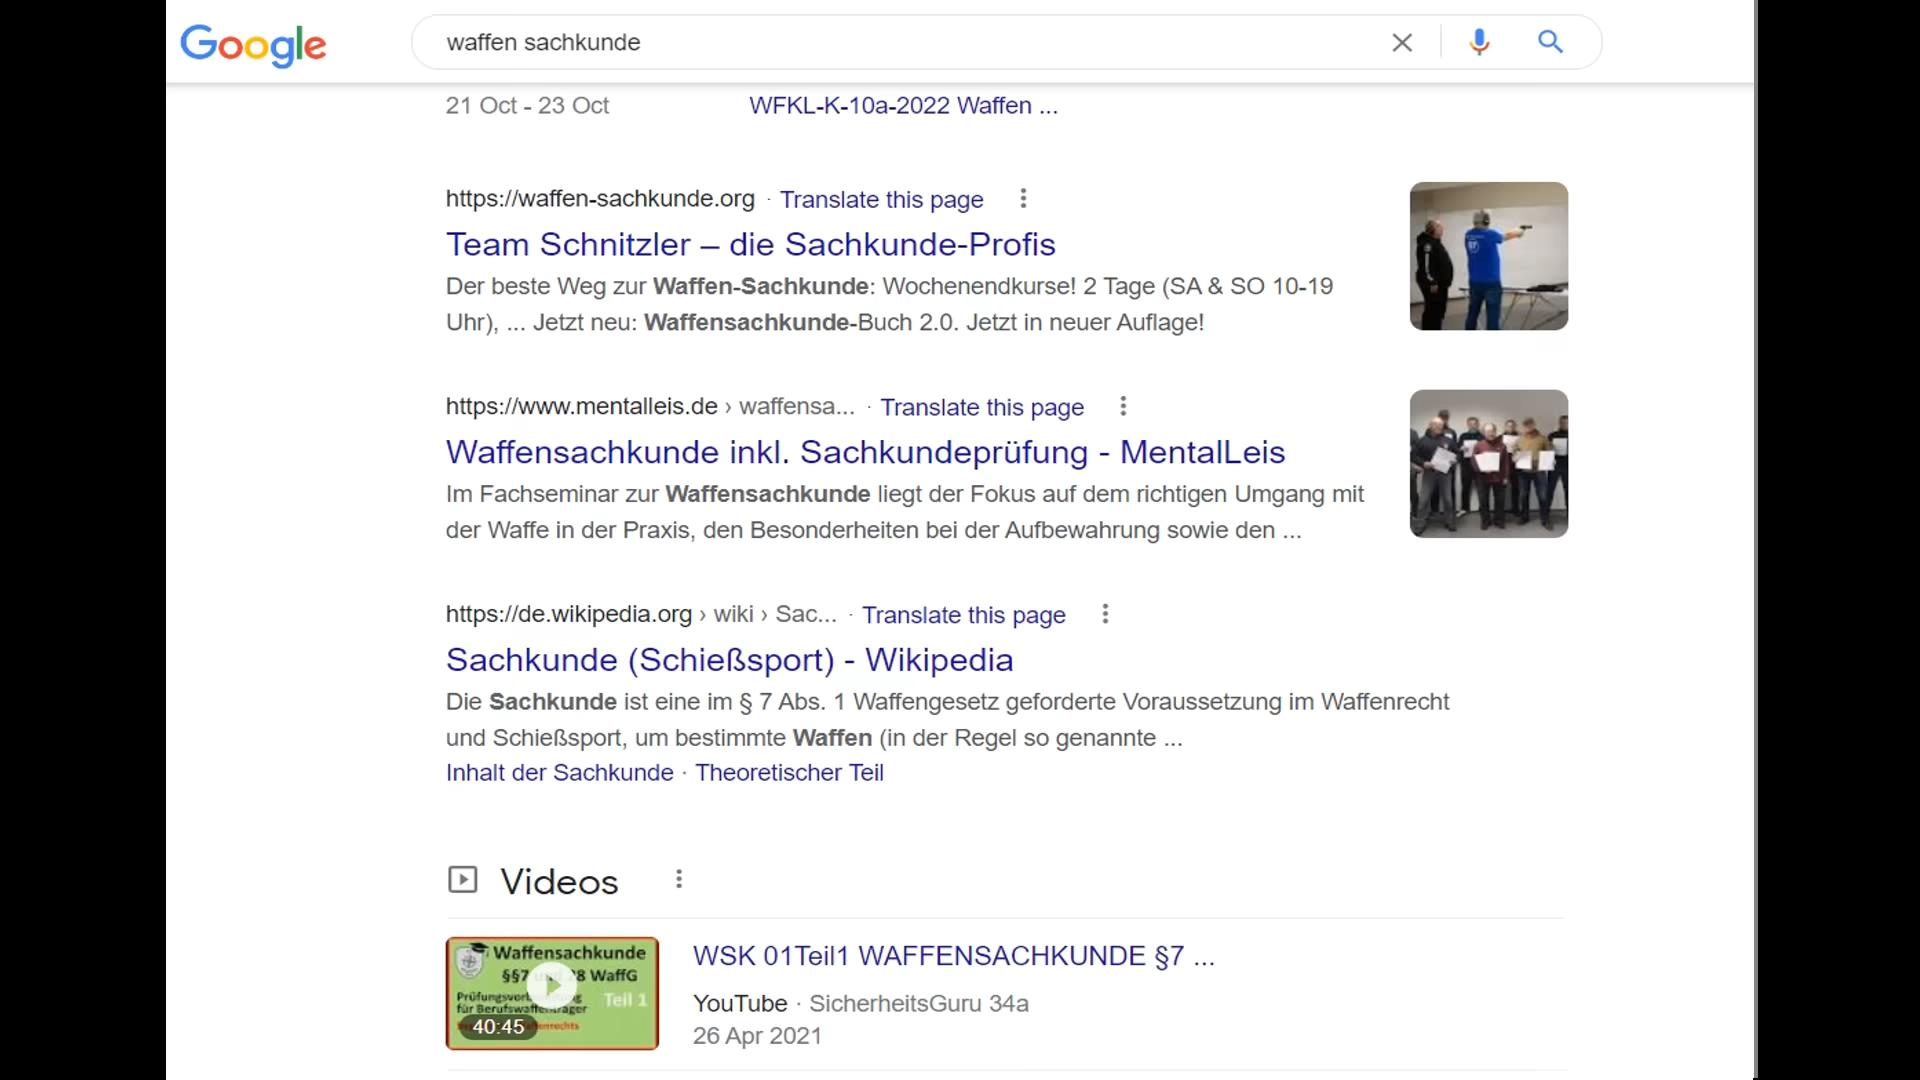 Google
waffen sachkunde
21 Oct - 23 Oct
WFKL-K-10a-2022 Waffen ...
https://waffen-sachkunde.org · Translate this page
Team Schnitzler – die Sachkunde-Profis
Der beste Weg zur Waffen-Sachkunde: Wochenendkurse! 2 Tage (SA & SO 10-19
Uhr), ... Jetzt neu: Waffensachkunde-Buch 2.0. Jetzt in neuer Auflage!
https://www.mentalleis.de › waffensa... · Translate this page
Waffensachkunde inkl. Sachkundeprüfung - MentalLeis
Im Fachseminar zur Waffensachkunde liegt der Fokus auf dem richtigen Umgang mit
der Waffe in der Praxis, den Besonderheiten bei der Aufbewahrung sowie den ...
https://de.wikipedia.org › wiki › Sac... · Translate this page
Sachkunde (Schießsport) - Wikipedia
Die Sachkunde ist eine im § 7 Abs. 1 Waffengesetz geforderte Voraussetzung im Waffenrecht
und Schießsport, um bestimmte Waffen (in der Regel so genannte ...
Inhalt der Sachkunde · Theoretischer Teil
Videos
Waffensachkunde
§§7 8 WaffG
Teil 1
für Berufswaffenträger
40:45
WSK 01Teil1 WAFFENSACHKUNDE §7 ...
YouTube · SicherheitsGuru 34a
26 Apr 2021